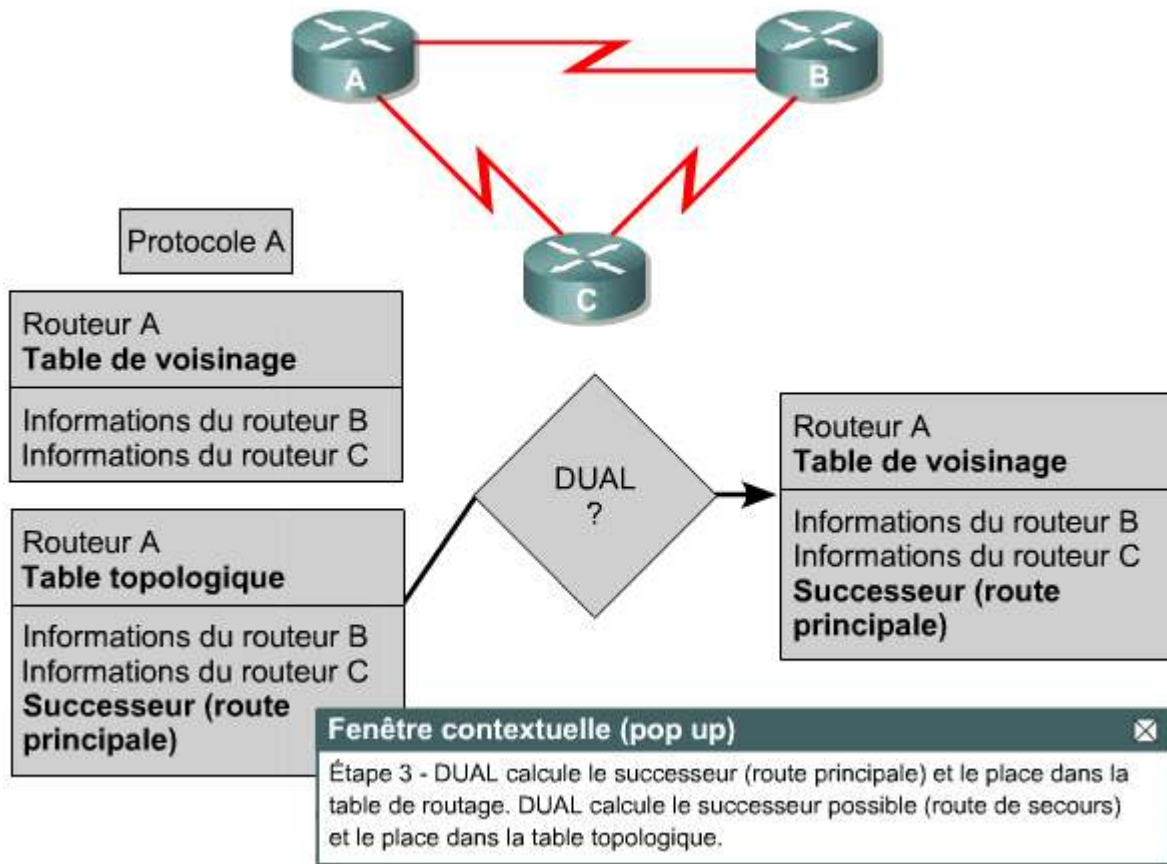 A
B
C
Protocole A
Routeur A
Table de voisinage
Informations du routeur B
Informations du routeur C
DUAL
?
Routeur A
Table de voisinage
Informations du routeur B
Informations du routeur C
Successeur (route
principale)
Routeur A
Table topologique
Informations du routeur B
Informations du routeur C
Successeur (route
principale)
Fenêtre contextuelle (pop up)
Étape 3 - DUAL calcule le successeur (route principale) et le place dans la
table de routage. DUAL calcule le successeur possible (route de secours)
et le place dans la table topologique.